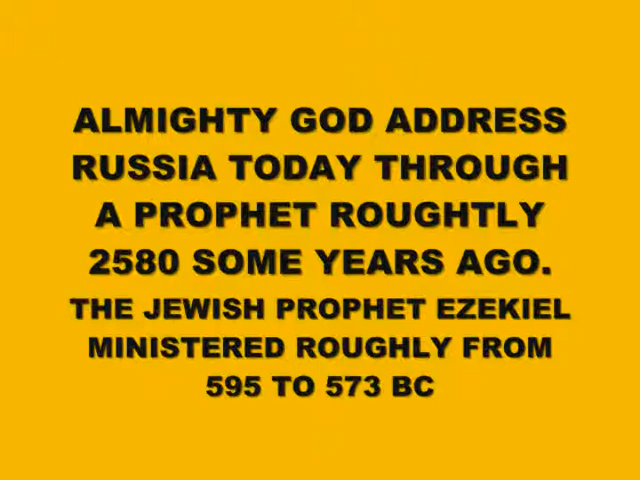 ALMIGHTY GOD ADDRESS
RUSSIA TODAY THROUGH
A PROPHET ROUGHTLY
2580 SOME YEARS AGO.
THE JEWISH PROPHET EZEKIEL
MINISTERED ROUGHLY FROM
595 TO 573 BC